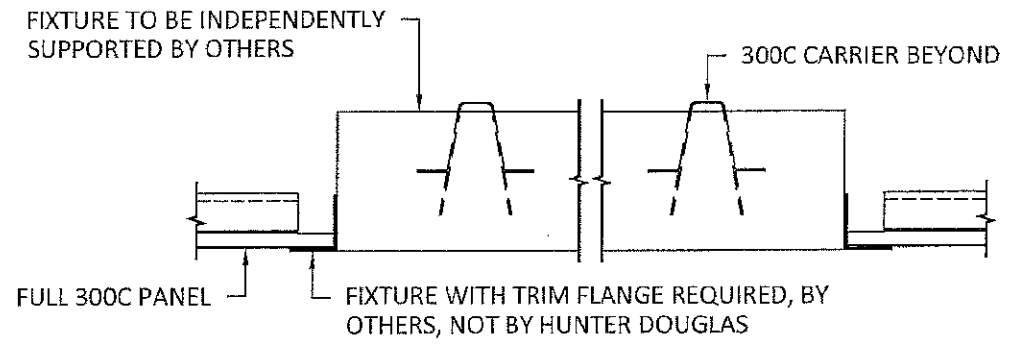 FIXTURE TO BE INDEPENDENTLY
SUPPORTED BY OTHERS
300C CARRIER BEYOND
FULL 300C PANEL
FIXTURE WITH TRIM FLANGE REQUIRED, BY
OTHERS, NOT BY HUNTER DOUGLAS